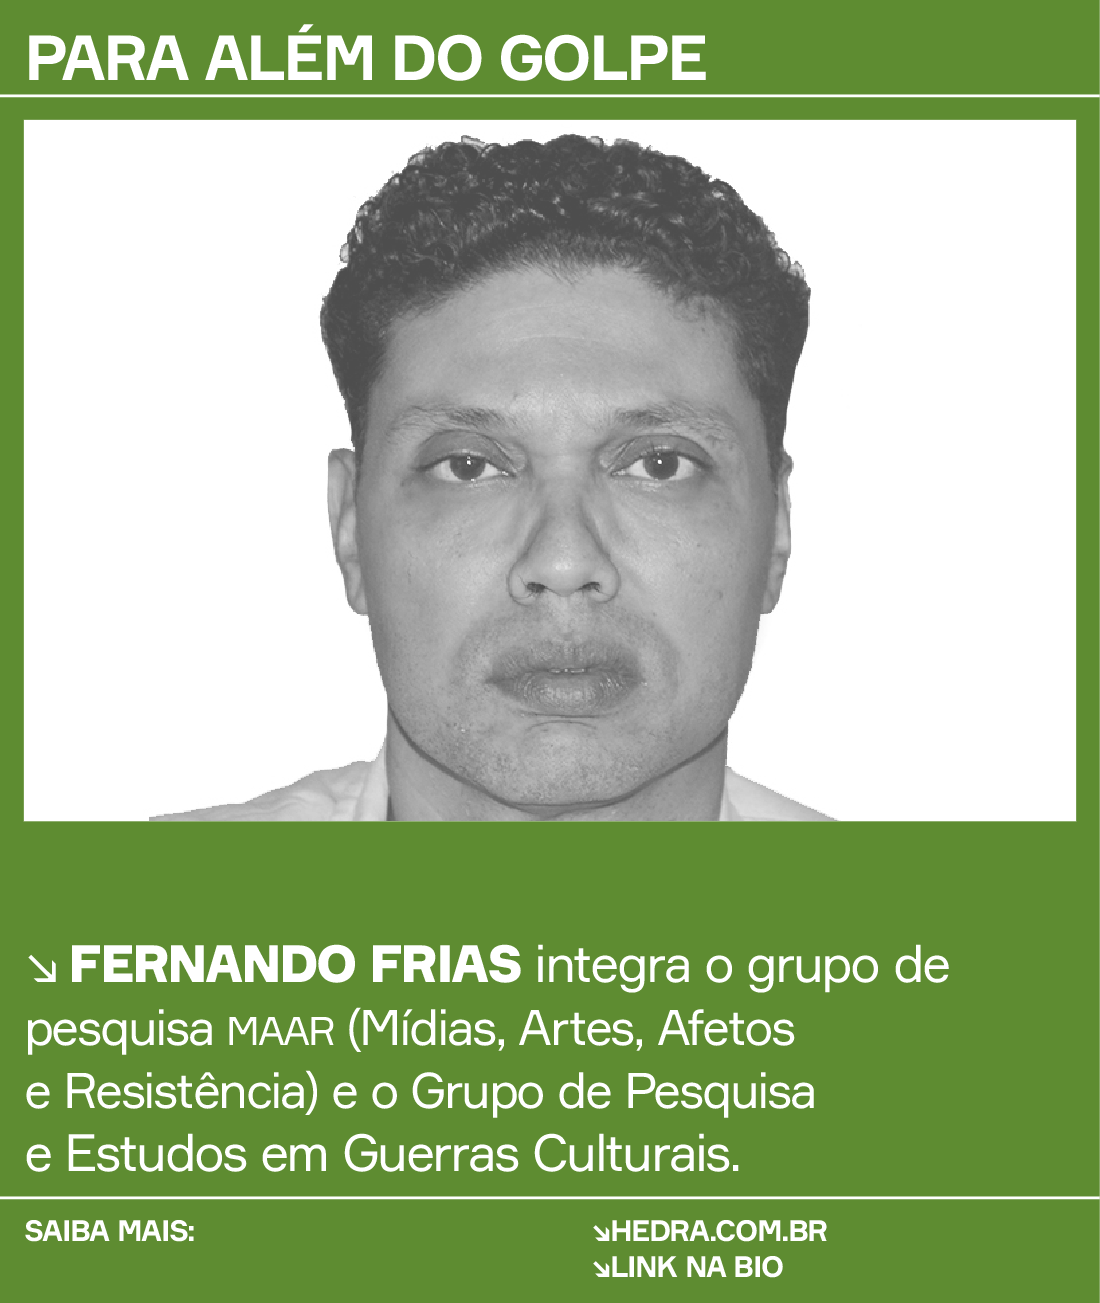 PARA ALÉM DO GOLPE
↘ FERNANDO FRIAS integra o grupo de
pesquisa MAAR (Mídias, Artes, Afetos
e Resistência) e o Grupo de Pesquisa
e Estudos em Guerras Culturais.
SAIBA MAIS:
↘HEDRA.COM.BR
↘LINK NA BIO